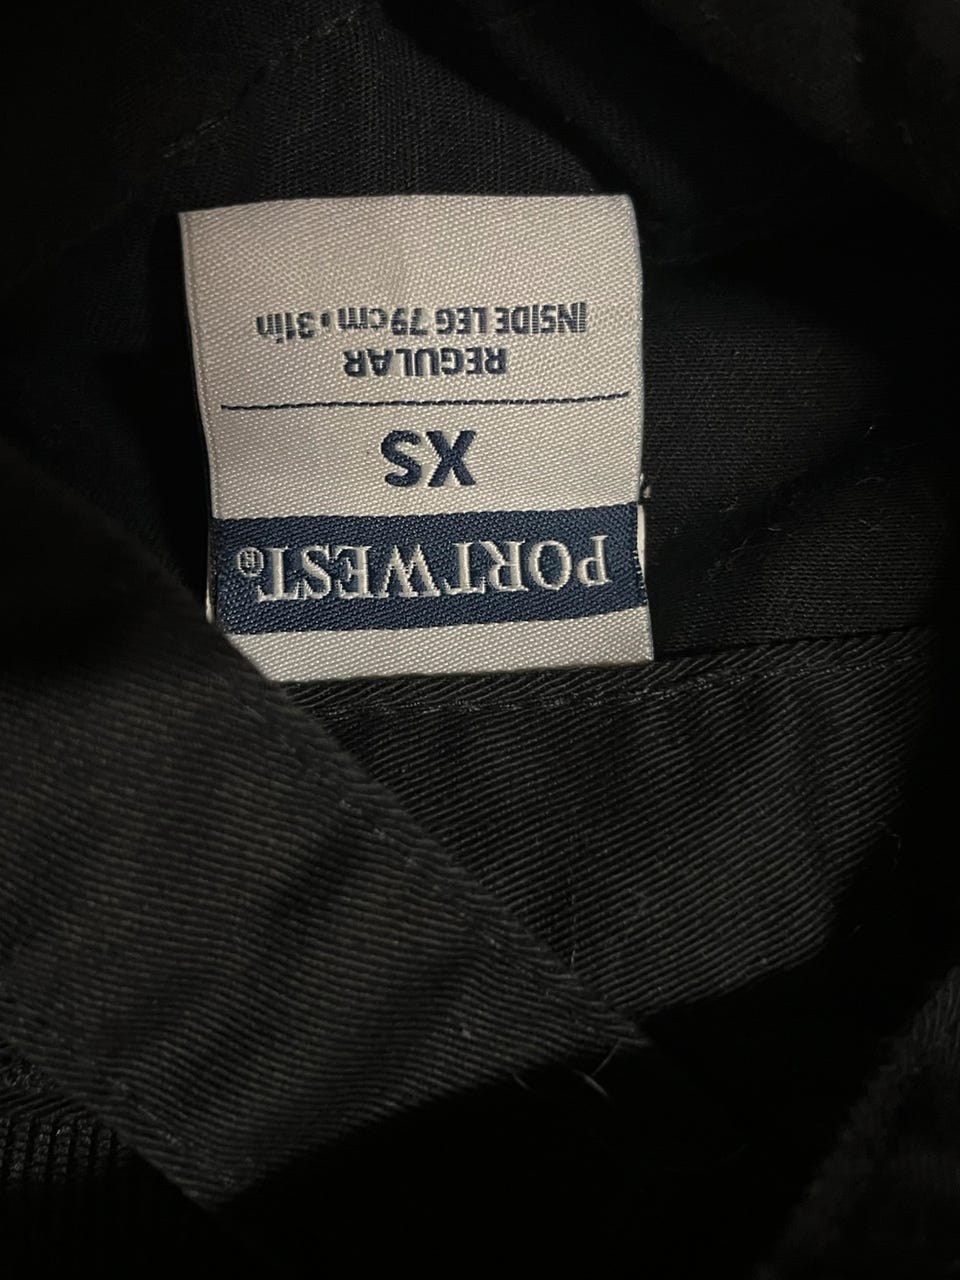 PORTWEST®
XS
REGULAR
INSIDE LEG 79cm, 31in